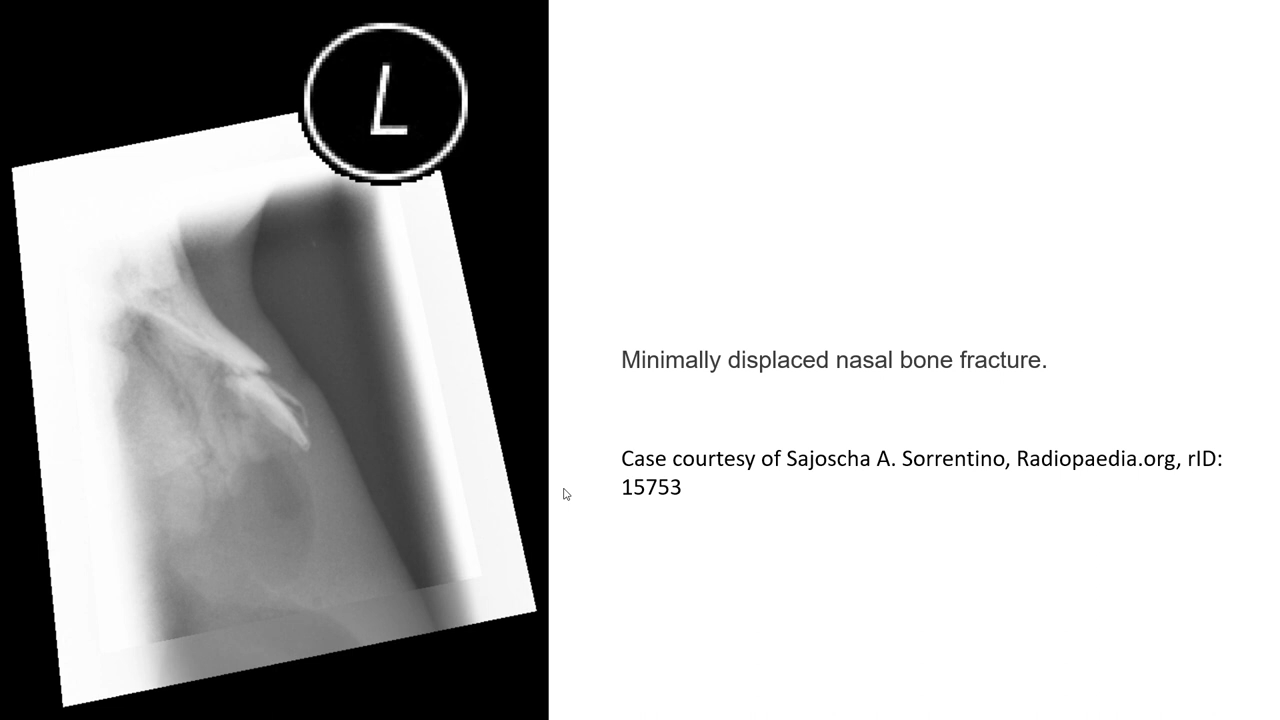 L
Minimally displaced nasal bone fracture.
Case courtesy of Sajoscha A. Sorrentino, Radiopaedia.org, rID:
15753